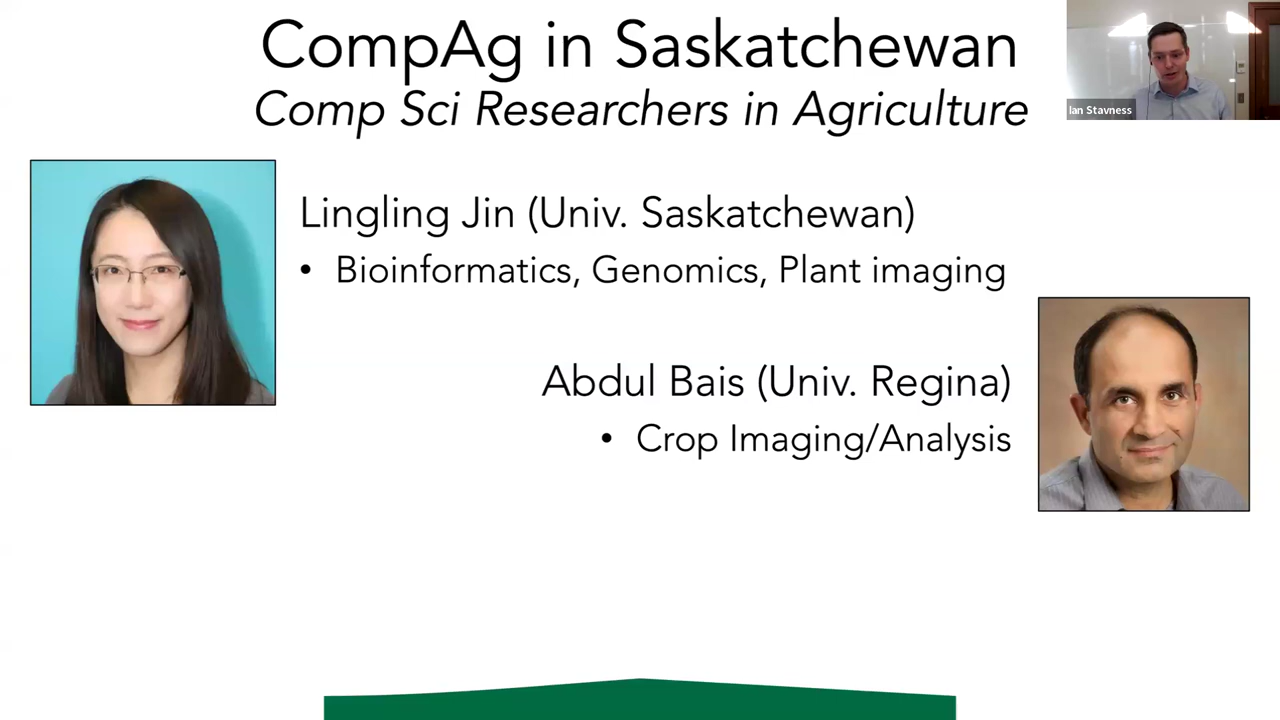 CompAg in Saskatchewan
Comp Sci Researchers in Agriculture
Ian Stavness
Lingling Jin (Univ. Saskatchewan)
• Bioinformatics, Genomics, Plant imaging
Abdul Bais (Univ. Regina)
• Crop Imaging/Analysis